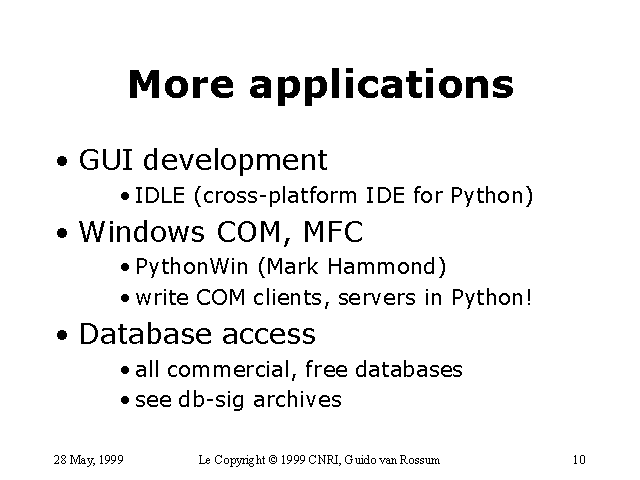 More applications
• GUI development
• IDLE (cross-platform IDE for Python)
• Windows COM, MFC
• PythonWin (Mark Hammond)
• write COM clients, servers in Python!
• Database access
• all commercial, free databases
• see db-sig archives
28 May, 1999 Le Copyright © 1999 CNRI, Guido van Rossum 10